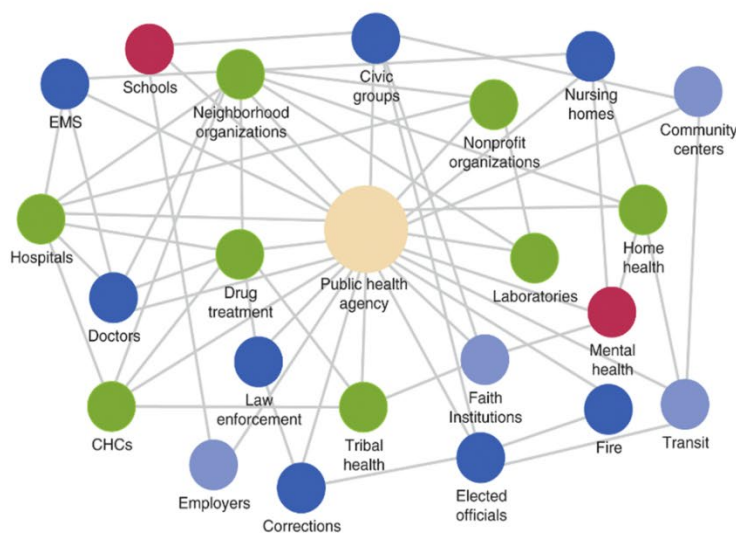 Schools
Civic
groups
EMS
Neighborhood
organizations
Nursing
homes
Nonprofit
organizations
Community
centers
Hospitals
Drug
treatment
Public health
agency
Laboratories
Home
health
Doctors
Law
enforcement
Faith
Institutions
Mental
health
CHCs
Tribal
health
Fire
Transit
Employers
Corrections
Elected
officials